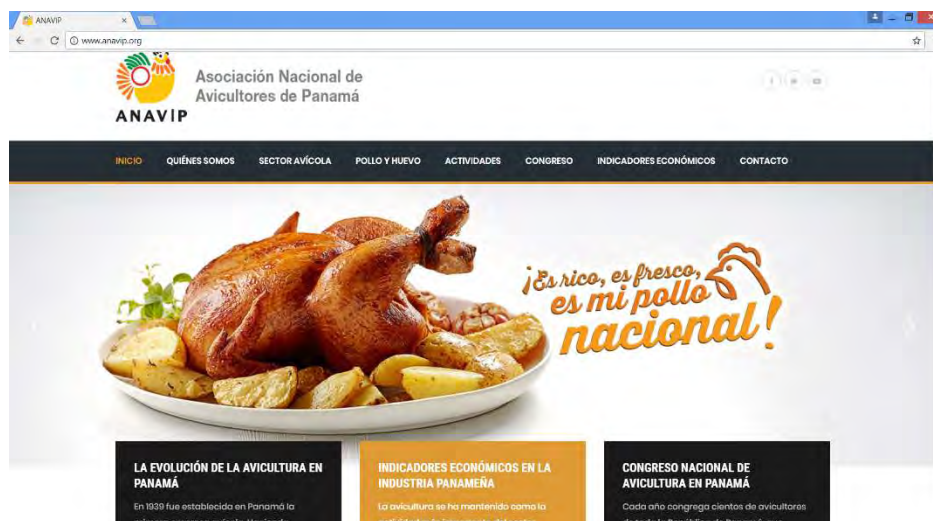 ANAVIP
www.anavip.org
Asociación Nacional de
Avicultores de Panamá
ANAVIP
INICIO QUIÉNES SOMOS SECTOR AVÍCOLA POLLO Y HUEVO ACTIVIDADES CONGRESO INDICADORES ECONÓMICOS CONTACTO
¡Es rico, es fresco,
es mi pollo
nacional!
LA EVOLUCIÓN DE LA AVICULTURA EN
PANAMÁ
En 1939 fue establecida en Panamá la
INDICADORES ECONÓMICOS EN LA
INDUSTRIA PANAMEÑA
La avicultura se ha mantenido como la
CONGRESO NACIONAL DE
AVICULTURA EN PANAMÁ
Cada año congrega cientos de avicultores